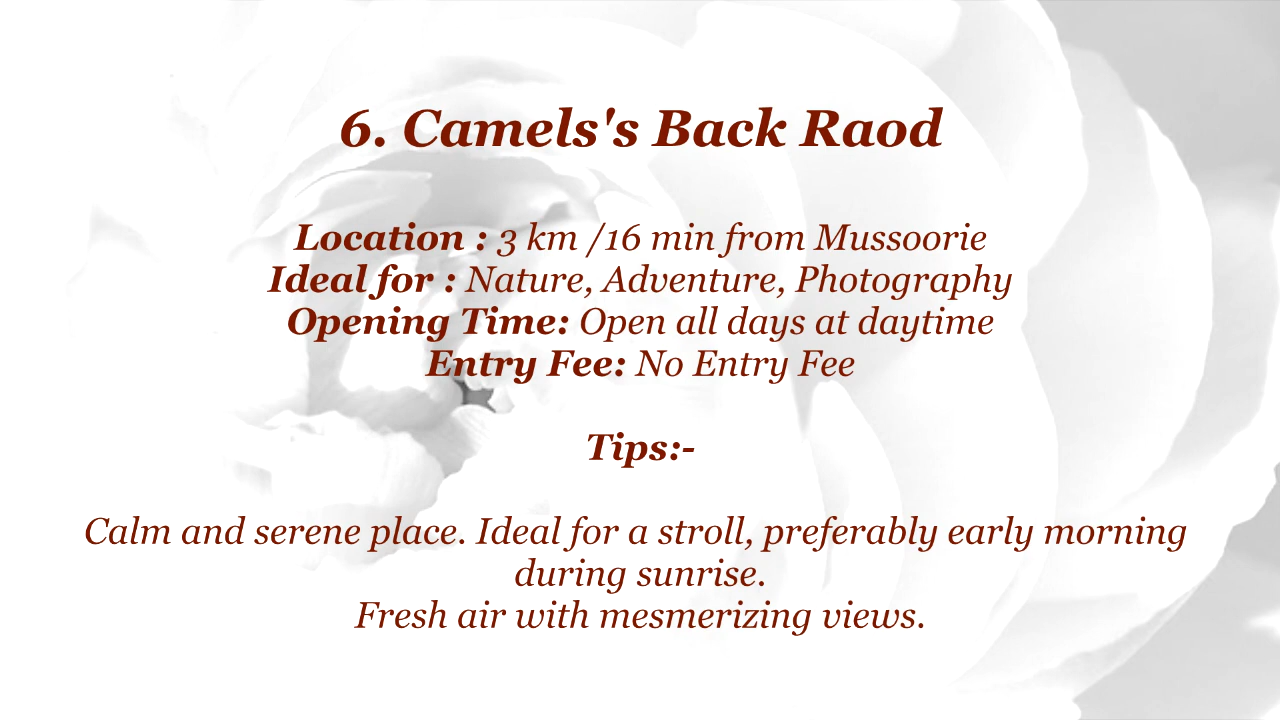 6. Camels's Back Raod
Location : 3 km /16 min from Mussoorie
Ideal for : Nature, Adventure, Photography
Opening Time: Open all days at daytime
Entry Fee: No Entry Fee
Tips:-
Calm and serene place. Ideal for a stroll, preferably early morning
during sunrise.
Fresh air with mesmerizing views.